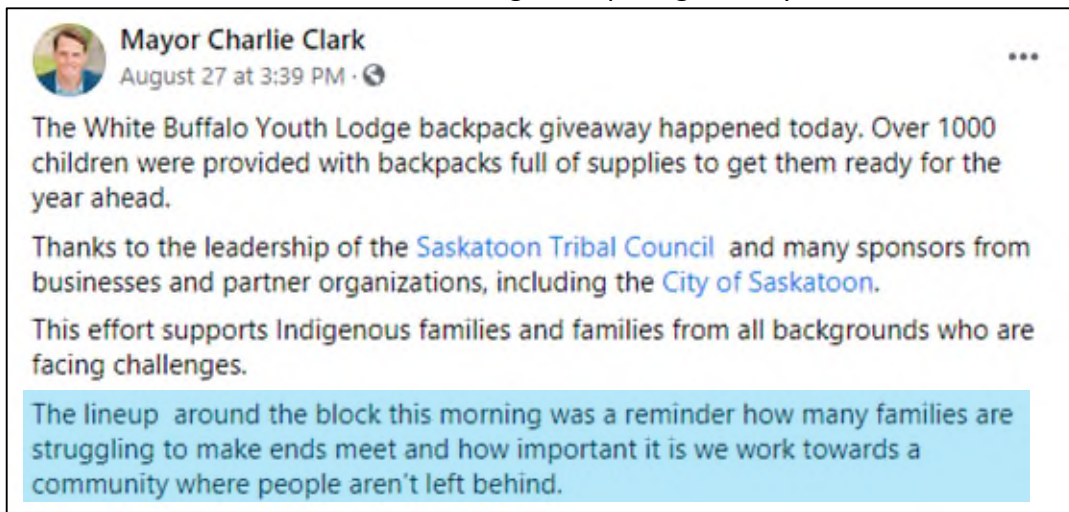 Mayor Charlie Clark
August 27 at 3:39 PM ·
The White Buffalo Youth Lodge backpack giveaway happened today. Over 1000
children were provided with backpacks full of supplies to get them ready for the
year ahead.
Thanks to the leadership of the Saskatoon Tribal Council and many sponsors from
businesses and partner organizations, including the City of Saskatoon.
This effort supports Indigenous families and families from all backgrounds who are
facing challenges.
The lineup around the block this morning was a reminder how many families are
struggling to make ends meet and how important it is we work towards a
community where people aren't left behind.